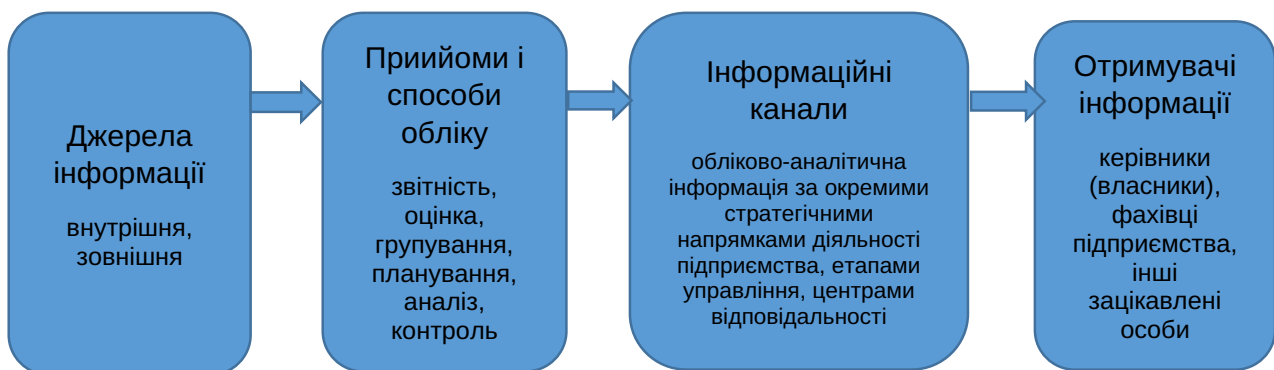 Джерела
інформації
внутрішня,
зовнішня
Приийоми і
способи
обліку
звітність,
оцінка,
групування,
планування,
аналіз,
контроль
Інформаційні
канали
обліково-аналітична
інформація за окремими
стратегічними
напрямками діяльності
підприємства, етапами
управління, центрами
відповідальності
Отримувачі
інформації
керівники
(власники),
фахівці
підприємства,
інші
зацікавлені
особи